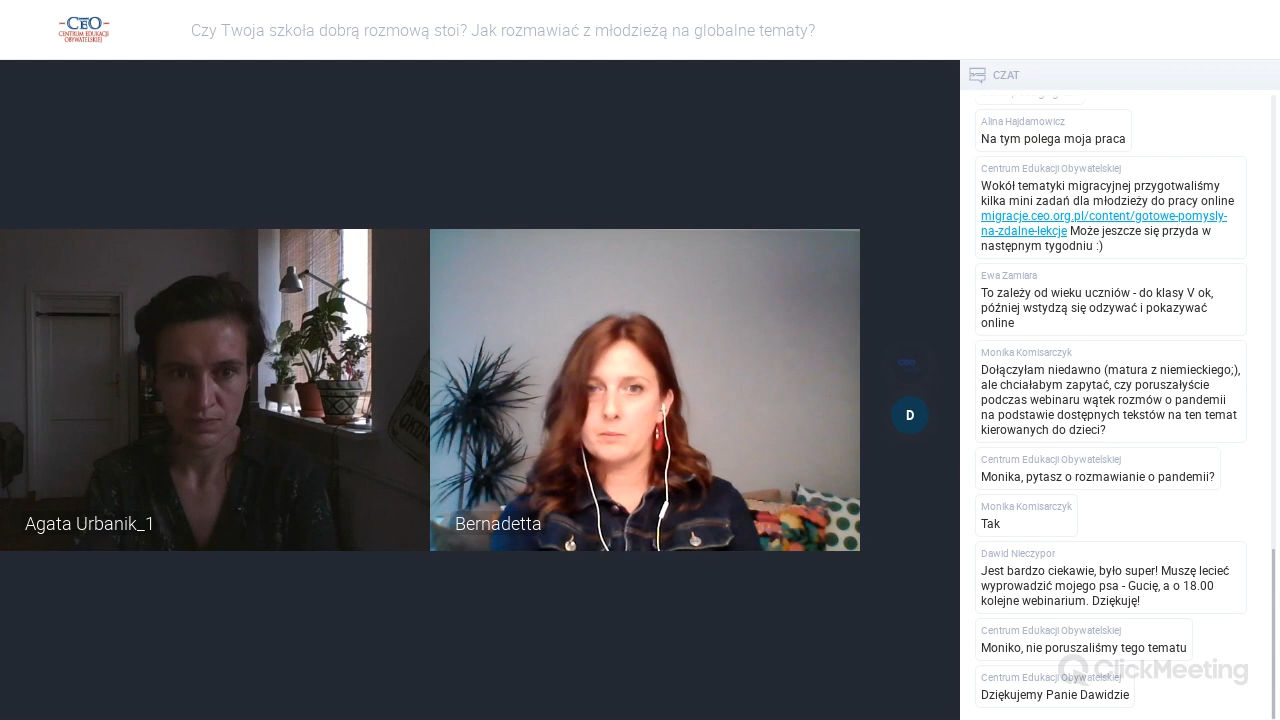 CEO
CENTRUM EDUKACJI
OBYWATELSKIEJ
Czy Twoja szkoła dobrą rozmową stoi? Jak rozmawiać z młodzieżą na globalne tematy?
Agata Urbanik_1
Bernadetta
CEO
D
CZAT
Alina Hajdamowicz
Na tym polega moja praca
Centrum Edukacji Obywatelskiej
Wokół tematyki migracyjnej przygotwaliśmy
kilka mini zadań dla młodzieży do pracy online
migracje.ceo.org.pl/content/gotowe-pomysly-
na-zdalne-lekcje Może jeszcze się przyda w
następnym tygodniu :)
Ewa Zamiara
To zależy od wieku uczniów - do klasy V ok,
później wstydzą się odzywać i pokazywać
online
Monika Komisarczyk
Dołączyłam niedawno (matura z niemieckiego;),
ale chciałabym zapytać, czy poruszałyście
podczas webinaru wątek rozmów o pandemii
na podstawie dostępnych tekstów na ten temat
kierowanych do dzieci?
Centrum Edukacji Obywatelskiej
Monika, pytasz o rozmawianie o pandemii?
Monika Komisarczyk
Tak
Dawid Nieczypor
Jest bardzo ciekawie, było super! Muszę lecieć
wyprowadzić mojego psa - Gucię, a o 18.00
kolejne webinarium. Dziękuję!
Centrum Edukacji Obywatelskiej
Moniko, nie poruszaliśmy tego tematu
Centrum Edukacji Obywatelskiej
Dziękujemy Panie Dawidzie
ClickMeeting